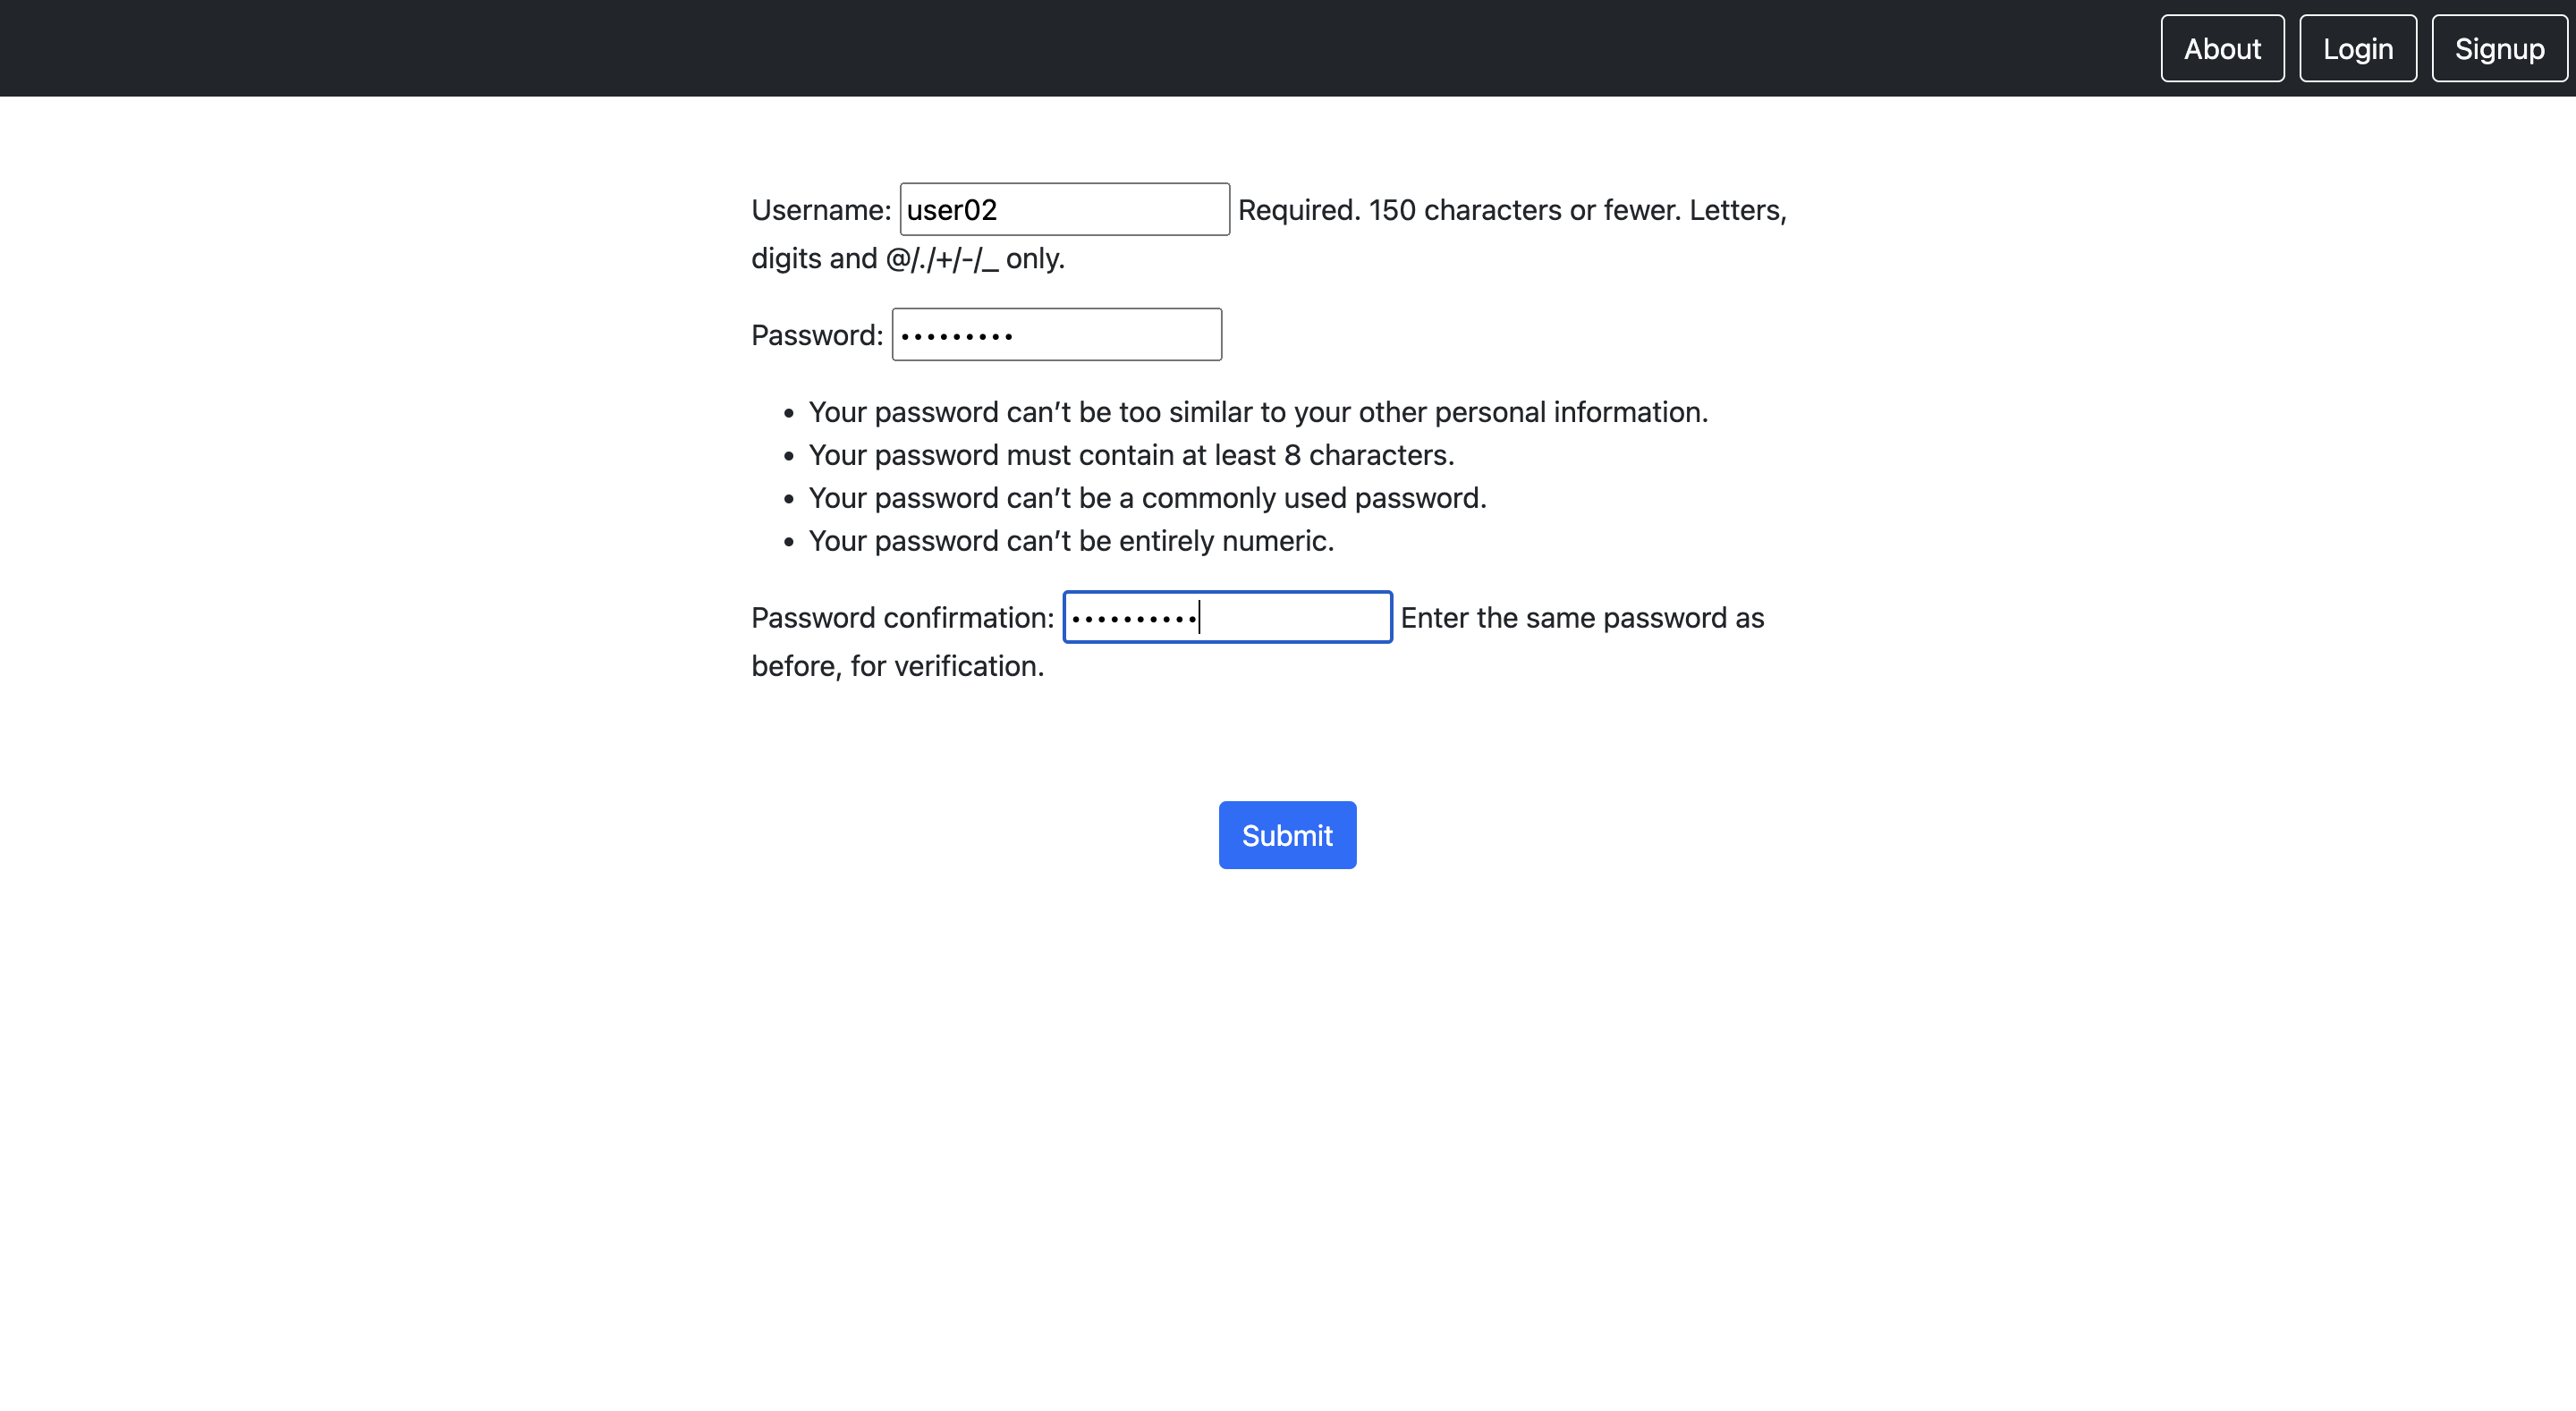 About Login Signup
Username: user02 Required. 150 characters or fewer. Letters,
digits and @/./+/-/_ only.
Password: •••••••••
• Your password can’t be too similar to your other personal information.
• Your password must contain at least 8 characters.
• Your password can’t be a commonly used password.
• Your password can’t be entirely numeric.
Password confirmation: •••••••••• Enter the same password as
before, for verification.
Submit